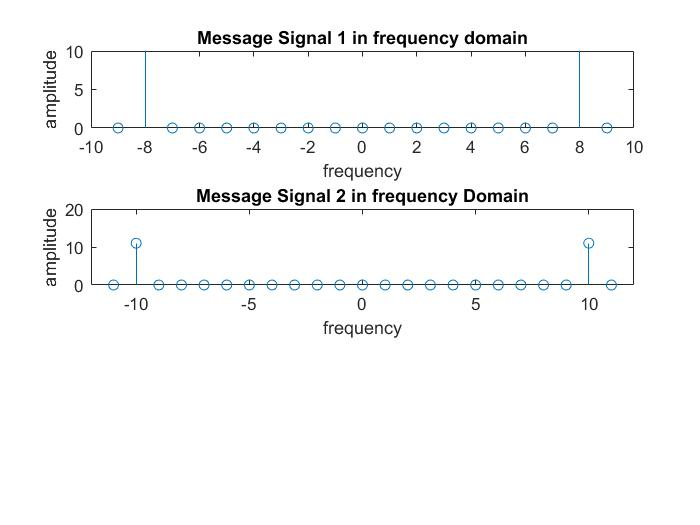 Message Signal 1 in frequency domain
10
5
0
amplitude
-10 -8 -6 -4 -2 0 2 4 6 8 10
frequency
Message Signal 2 in frequency Domain
20
10
0
amplitude
-10 -5 0 5 10
frequency